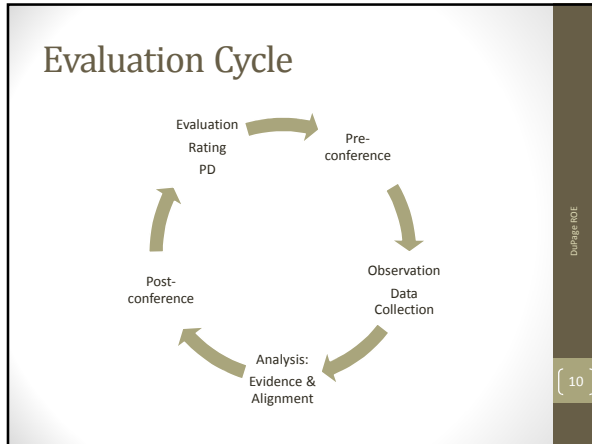 Evaluation Cycle
Evaluation
Rating
PD
Pre-
conference
Observation
Data
Collection
Analysis:
Evidence &
Alignment
Post-
conference
DuPage ROE
10